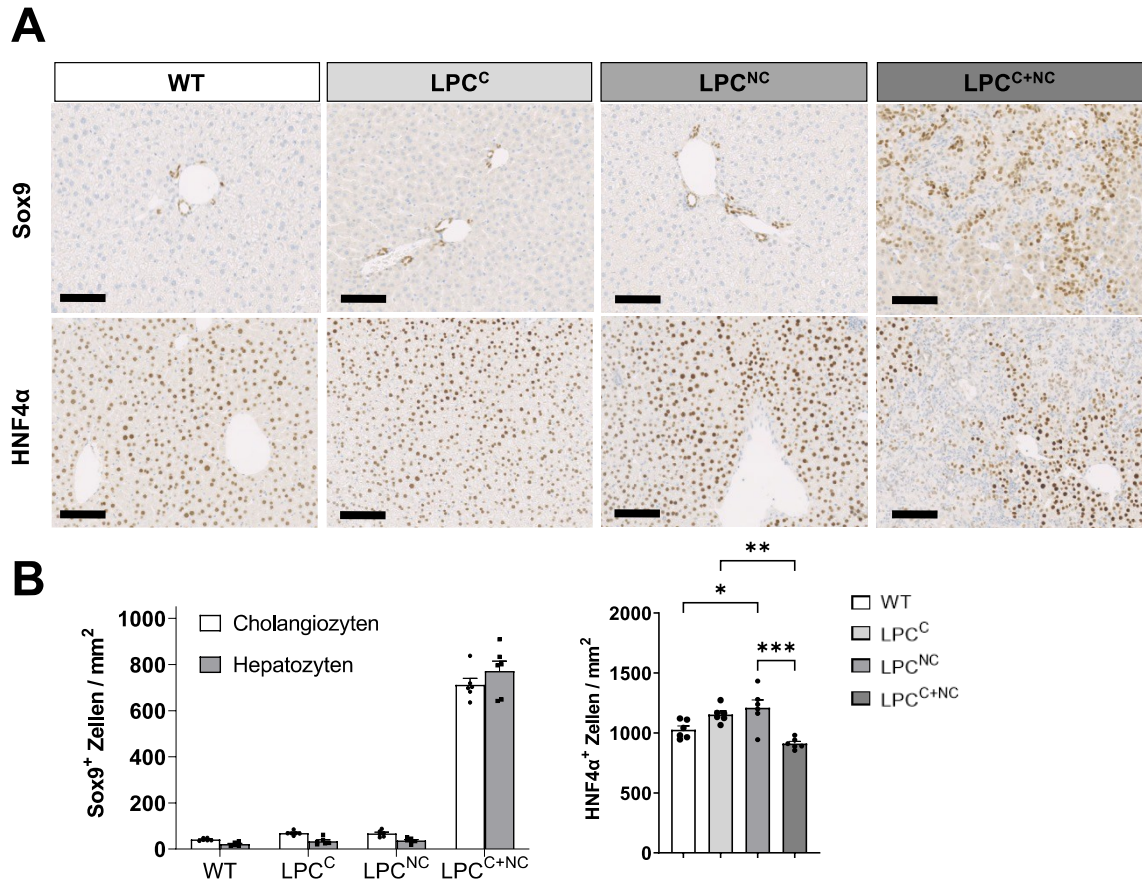 A
WT LPC^C LPC^NC LPC^C+NC
Sox9
HNF4α
B
Sox9⁺ Zellen / mm²
1000
800
600
400
200
0
Cholangiozyten
Hepatozyten
WT LPC^C LPC^NC LPC^C+NC
HNF4α⁺ Zellen / mm²
2000
1500
1000
500
0
**
*
***
WT
LPC^C
LPC^NC
LPC^C+NC